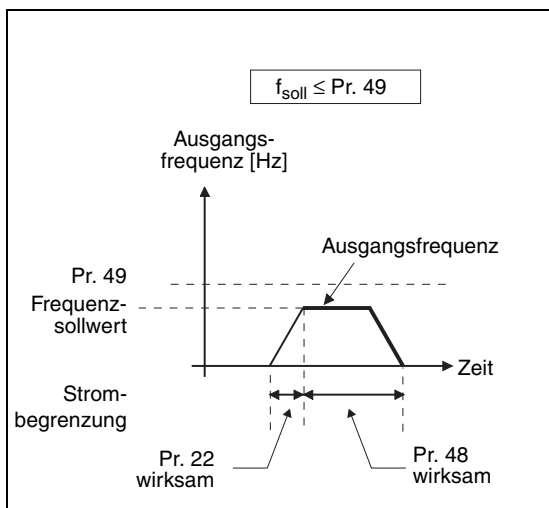 f_soll ≤ Pr. 49
Ausgangs-
frequenz [Hz]
Ausgangsfrequenz
Pr. 49
Frequenz-
sollwert
Zeit
Strom-
begrenzung
Pr. 22
wirksam
Pr. 48
wirksam